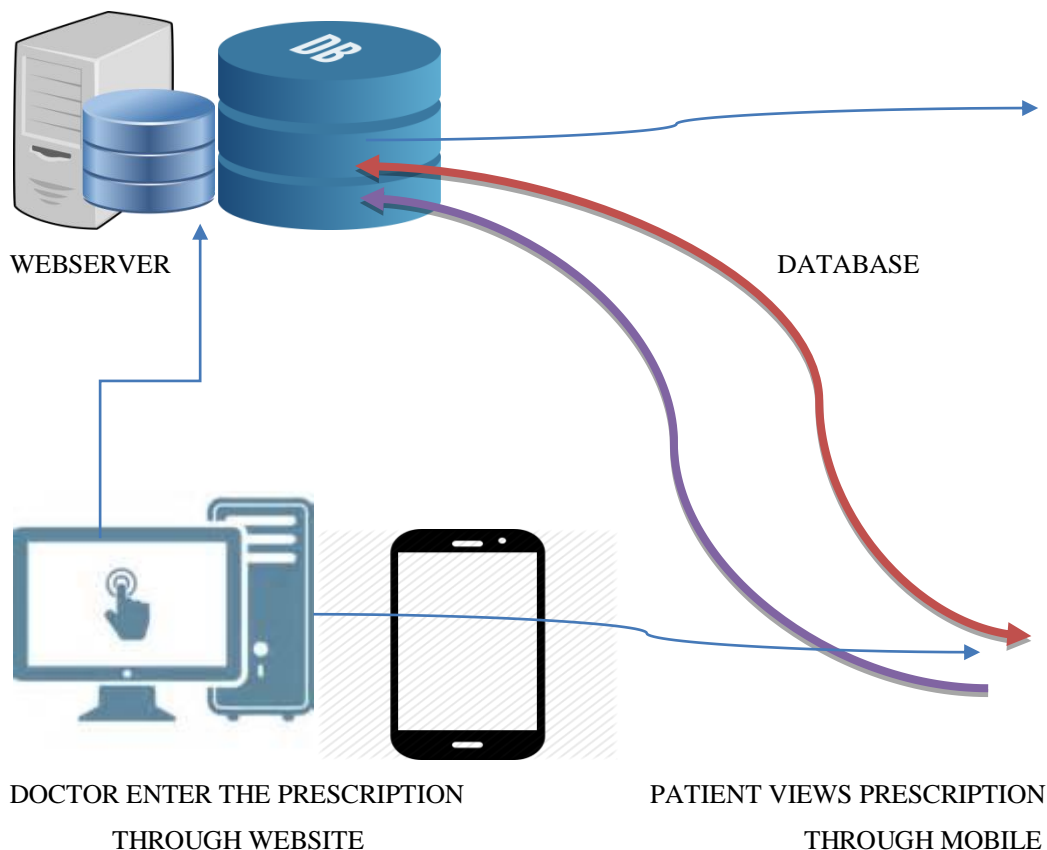 DB
WEBSERVER DATABASE
DOCTOR ENTER THE PRESCRIPTION PATIENT VIEWS PRESCRIPTION
THROUGH WEBSITE THROUGH MOBILE